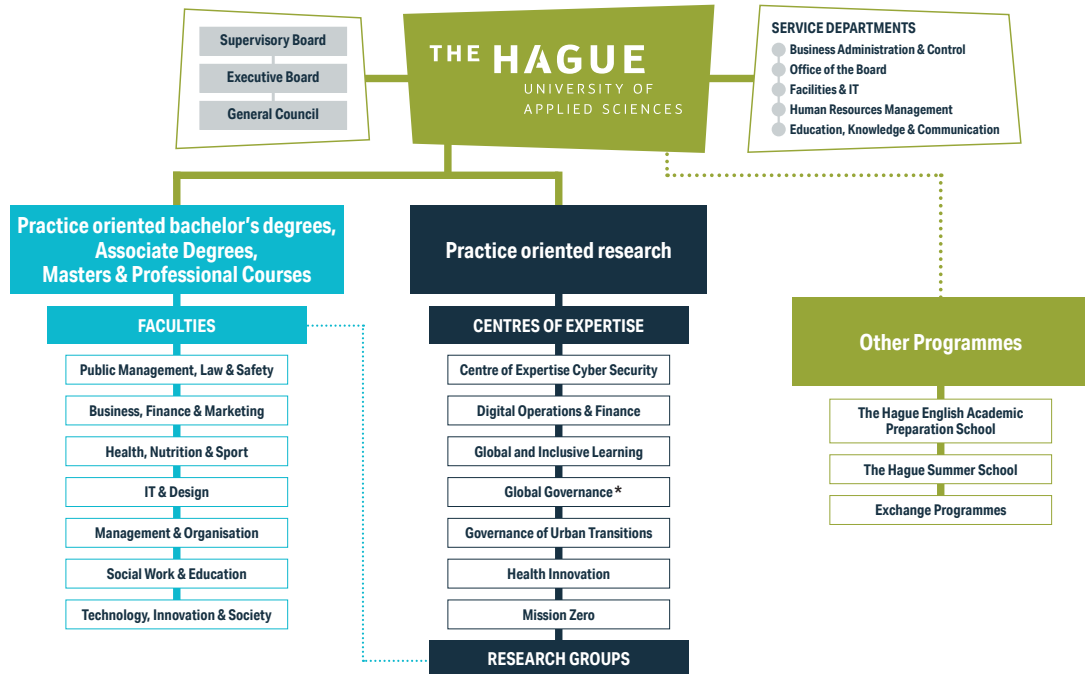 Supervisory Board
Executive Board
General Council
THE HAGUE
UNIVERSITY OF
APPLIED SCIENCES
SERVICE DEPARTMENTS
Business Administration & Control
Office of the Board
Facilities & IT
Human Resources Management
Education, Knowledge & Communication
Practice oriented bachelor's degrees,
Associate Degrees,
Masters & Professional Courses
FACULTIES
Public Management, Law & Safety
Business, Finance & Marketing
Health, Nutrition & Sport
IT & Design
Management & Organisation
Social Work & Education
Technology, Innovation & Society
Practice oriented research
CENTRES OF EXPERTISE
Centre of Expertise Cyber Security
Digital Operations & Finance
Global and Inclusive Learning
Global Governance*
Governance of Urban Transitions
Health Innovation
Mission Zero
RESEARCH GROUPS
Other Programmes
The Hague English Academic
Preparation School
The Hague Summer School
Exchange Programmes